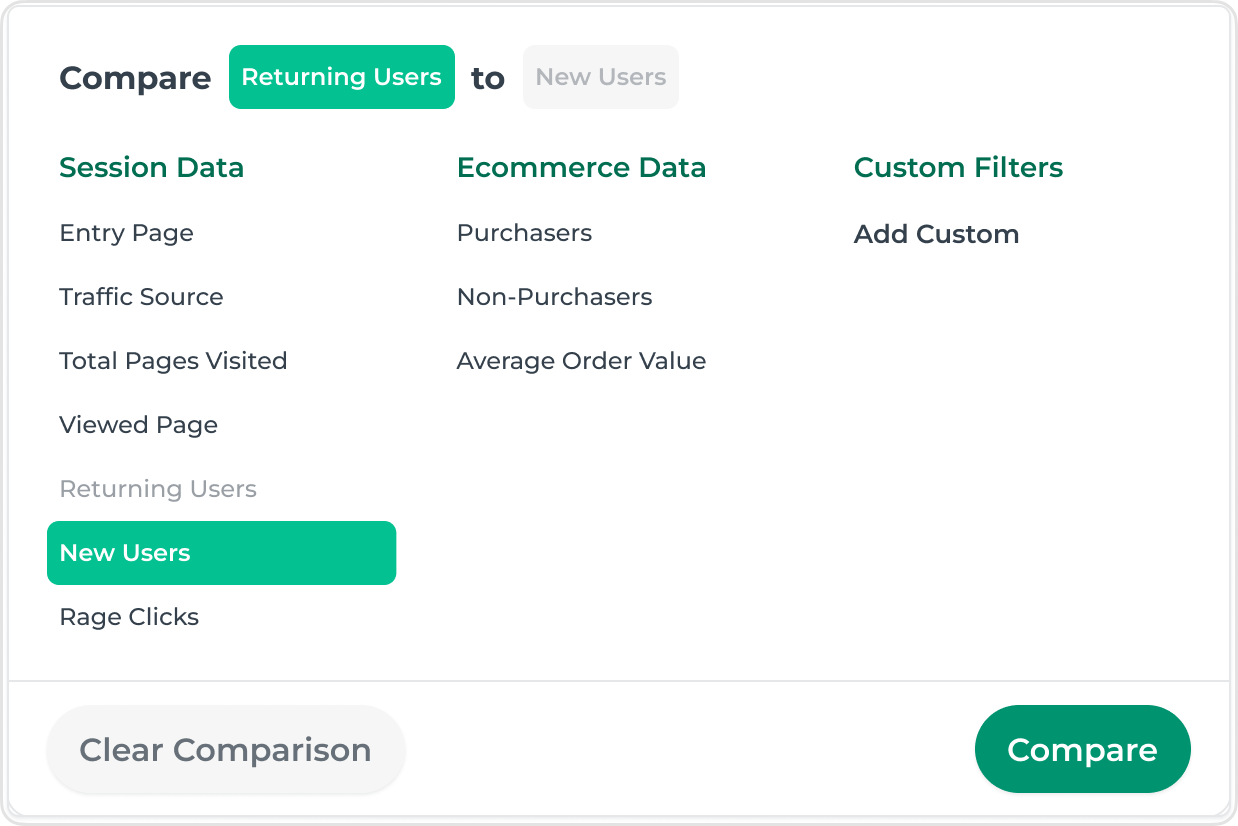 Compare Returning Users to New Users
Session Data
Entry Page
Traffic Source
Total Pages Visited
Viewed Page
Returning Users
New Users
Rage Clicks
Ecommerce Data
Purchasers
Non-Purchasers
Average Order Value
Custom Filters
Add Custom
Clear Comparison
Compare